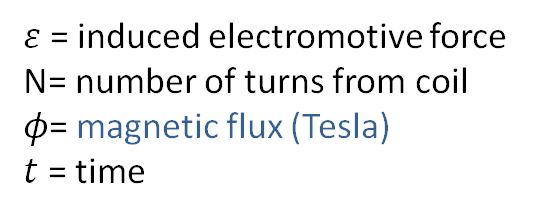 ε = induced electromotive force
N= number of turns from coil
ϕ= magnetic flux (Tesla)
t = time